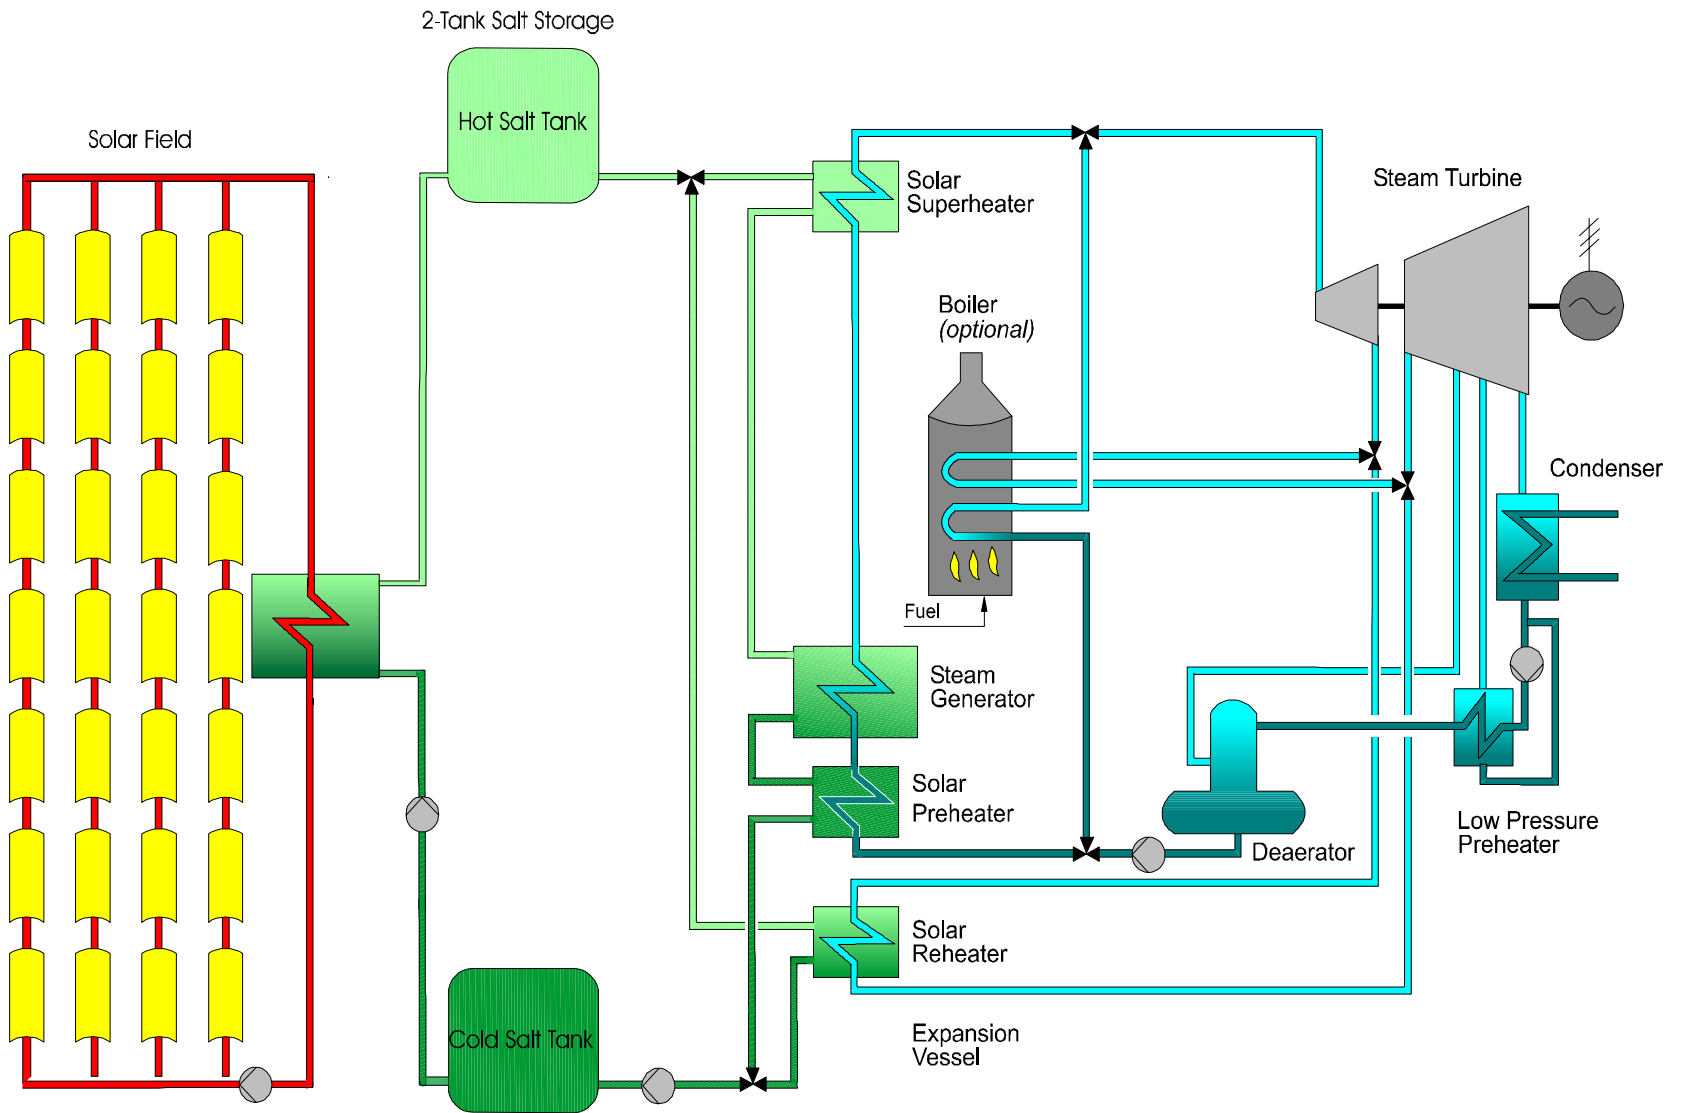 2-Tank Salt Storage
Hot Salt Tank
Solar Field
Solar
Superheater
Steam Turbine
Boiler
(optional)
Condenser
Fuel
Steam
Generator
Solar
Preheater
Low Pressure
Preheater
Deaerator
Solar
Reheater
Cold Salt Tank
Expansion
Vessel